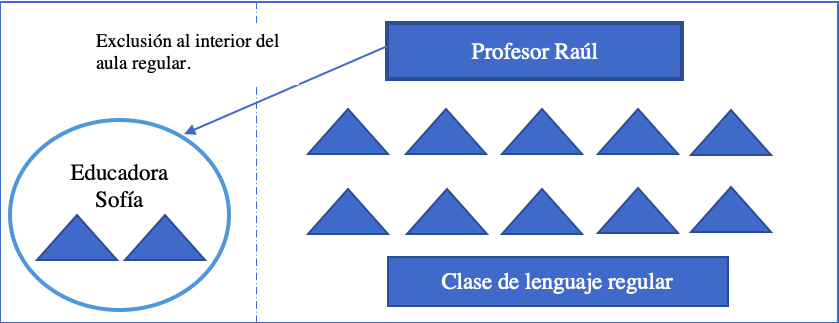 Exclusión al interior del
aula regular.
Profesor Raúl
Educadora
Sofía
Clase de lenguaje regular